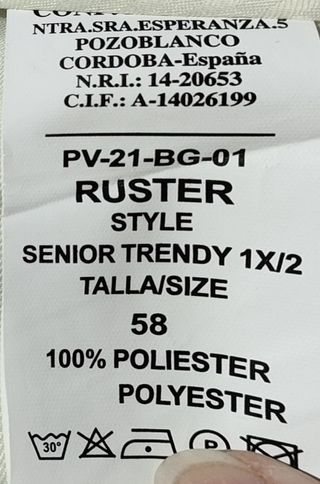 NTRA.SRA.ESPERANZA.5
POZOBLANCO
CORDOBA-España
N.R.I.: 14-20653
C.I.F.: A-14026199
PV-21-BG-01
RUSTER
STYLE
SENIOR TRENDY 1X/2
TALLA/SIZE
58
100% POLIESTER
POLYESTER
30°
P